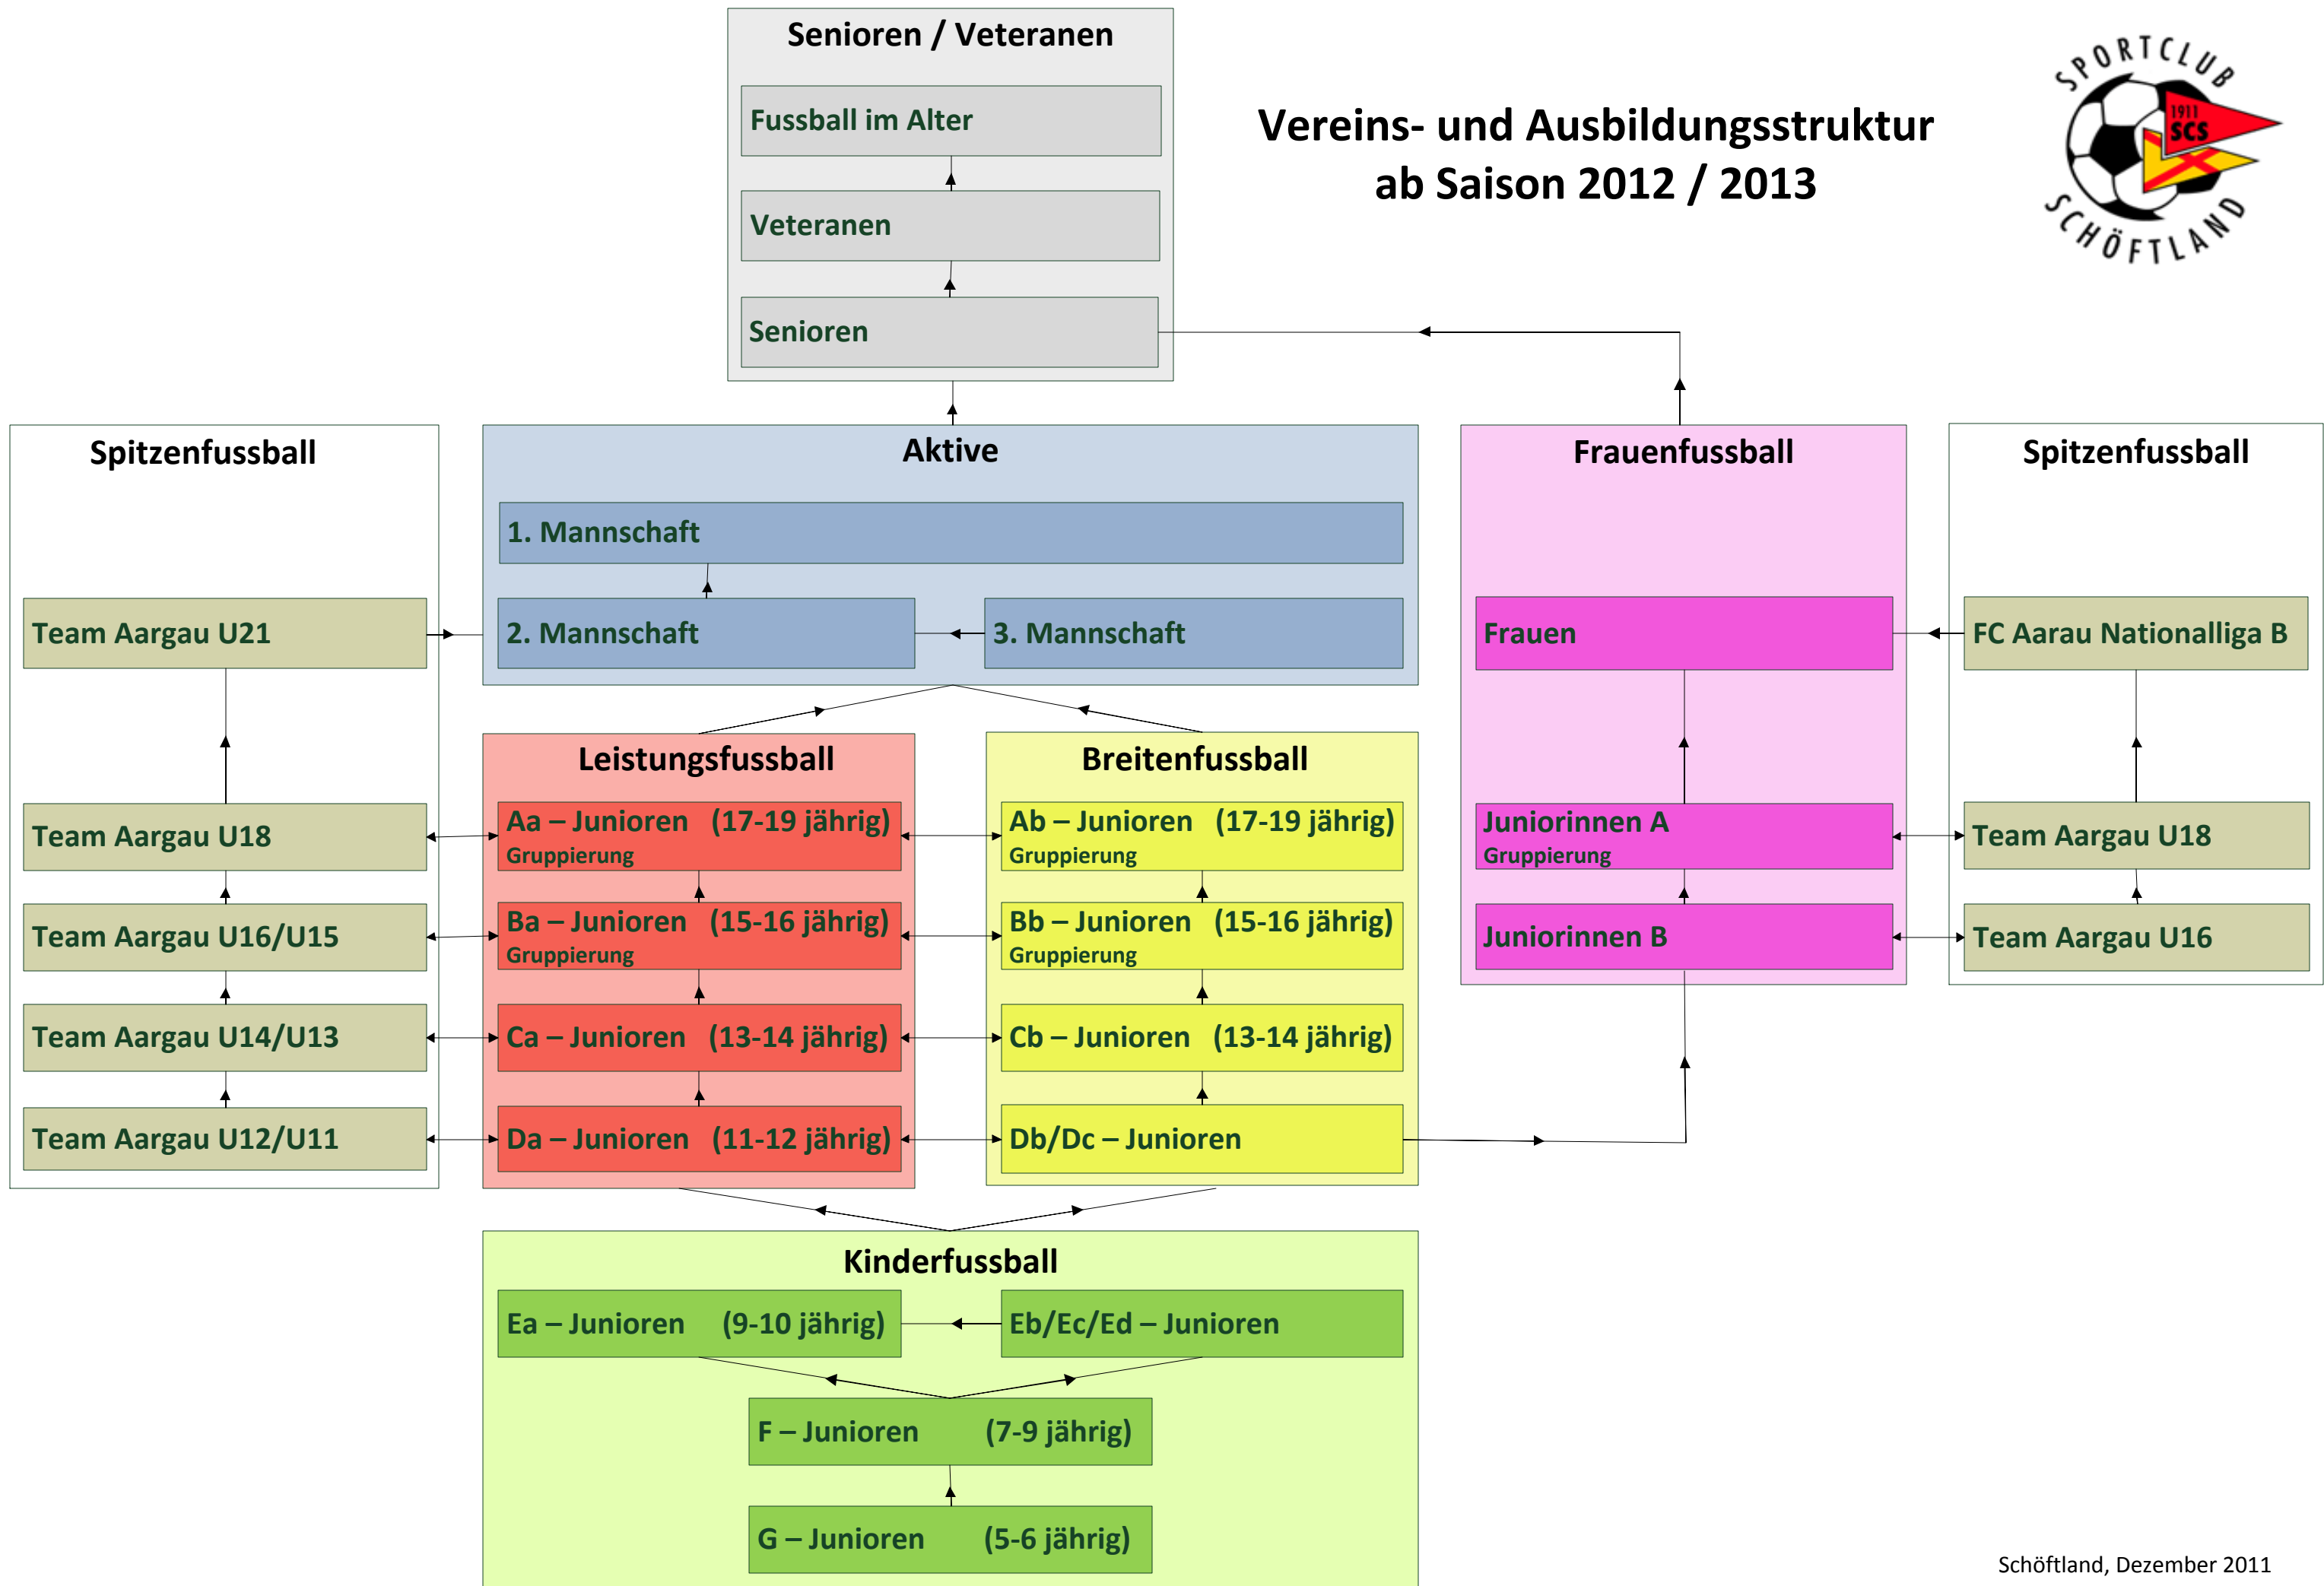 Senioren / Veteranen
Fussball im Alter
Veteranen
Senioren
Vereins- und Ausbildungsstruktur
ab Saison 2012 / 2013
SPORTCLUB
1911
SCS
SCHÖFTLAND
Spitzenfussball
Team Aargau U21
Team Aargau U18
Team Aargau U16/U15
Team Aargau U14/U13
Team Aargau U12/U11
Aktive
1. Mannschaft
2. Mannschaft
3. Mannschaft
Leistungsfussball
Aa – Junioren (17-19 jährig)
Gruppierung
Ba – Junioren (15-16 jährig)
Gruppierung
Ca – Junioren (13-14 jährig)
Da – Junioren (11-12 jährig)
Breitenfussball
Ab – Junioren (17-19 jährig)
Gruppierung
Bb – Junioren (15-16 jährig)
Gruppierung
Cb – Junioren (13-14 jährig)
Db/Dc – Junioren
Frauenfussball
Frauen
Juniorinnen A
Gruppierung
Juniorinnen B
Spitzenfussball
FC Aarau Nationalliga B
Team Aargau U18
Team Aargau U16
Kinderfussball
Ea – Junioren (9-10 jährig)
Eb/Ec/Ed – Junioren
F – Junioren (7-9 jährig)
G – Junioren (5-6 jährig)
Schöftland, Dezember 2011